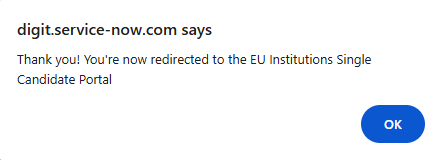 digit.service-now.com says
Thank you! You're now redirected to the EU Institutions Single
Candidate Portal
OK